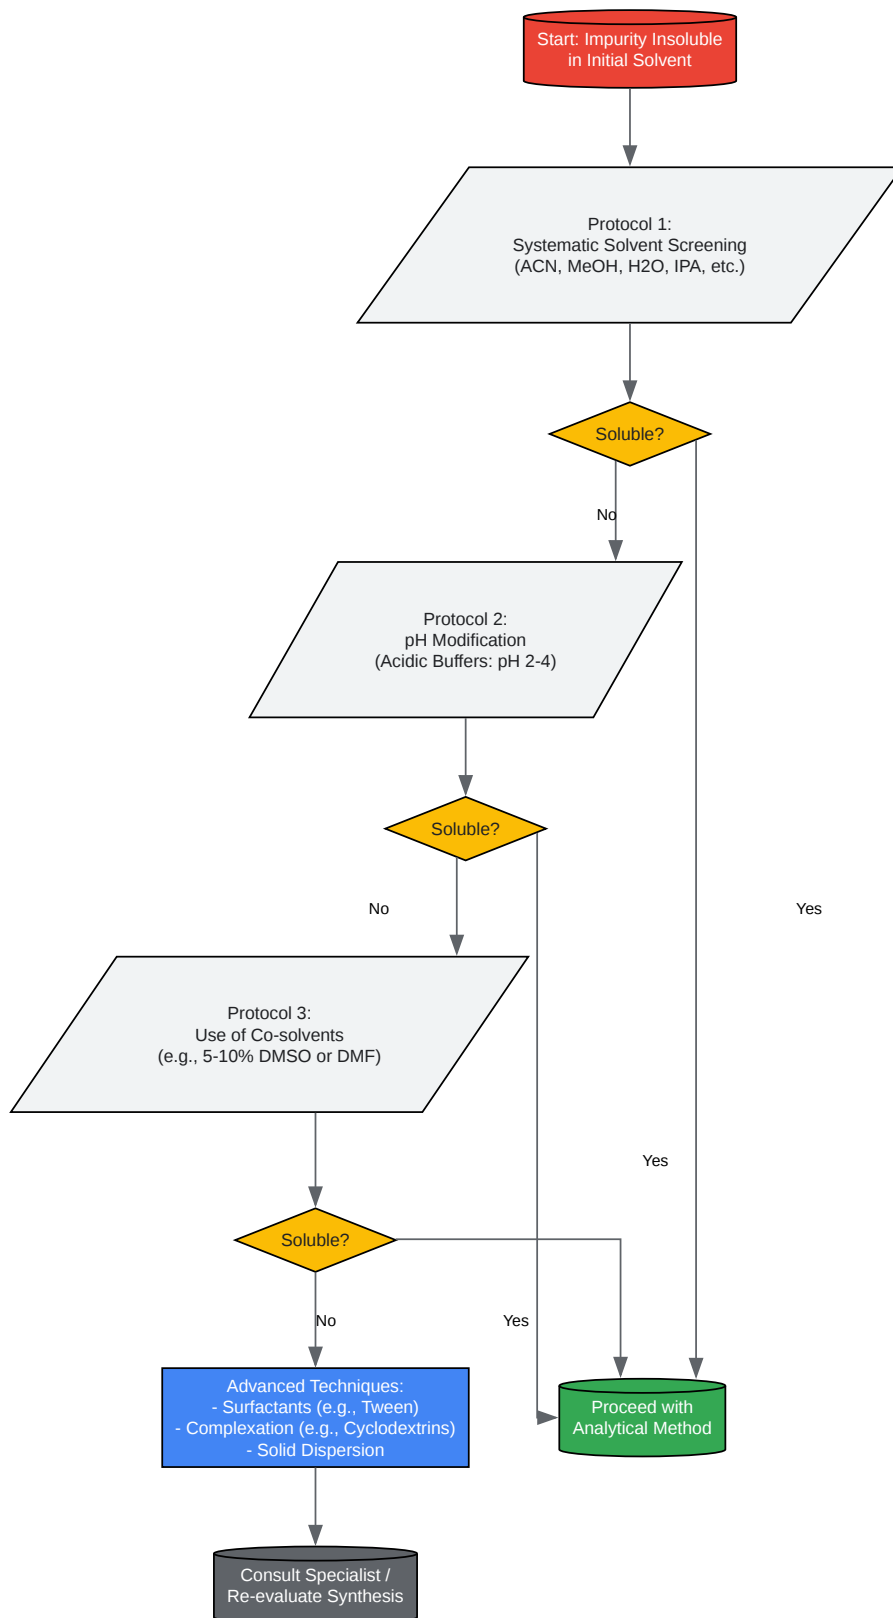 Start: Impurity Insoluble
in Initial Solvent
Protocol 1:
Systematic Solvent Screening
(ACN, MeOH, H2O, IPA, etc.)
Soluble?
No
Protocol 2:
pH Modification
(Acidic Buffers: pH 2-4)
Soluble?
No
Yes
Protocol 3:
Use of Co-solvents
(e.g., 5-10% DMSO or DMF)
Yes
Soluble?
No
Yes
Advanced Techniques:
- Surfactants (e.g., Tween)
- Complexation (e.g., Cyclodextrins)
- Solid Dispersion
Proceed with
Analytical Method
Consult Specialist /
Re-evaluate Synthesis